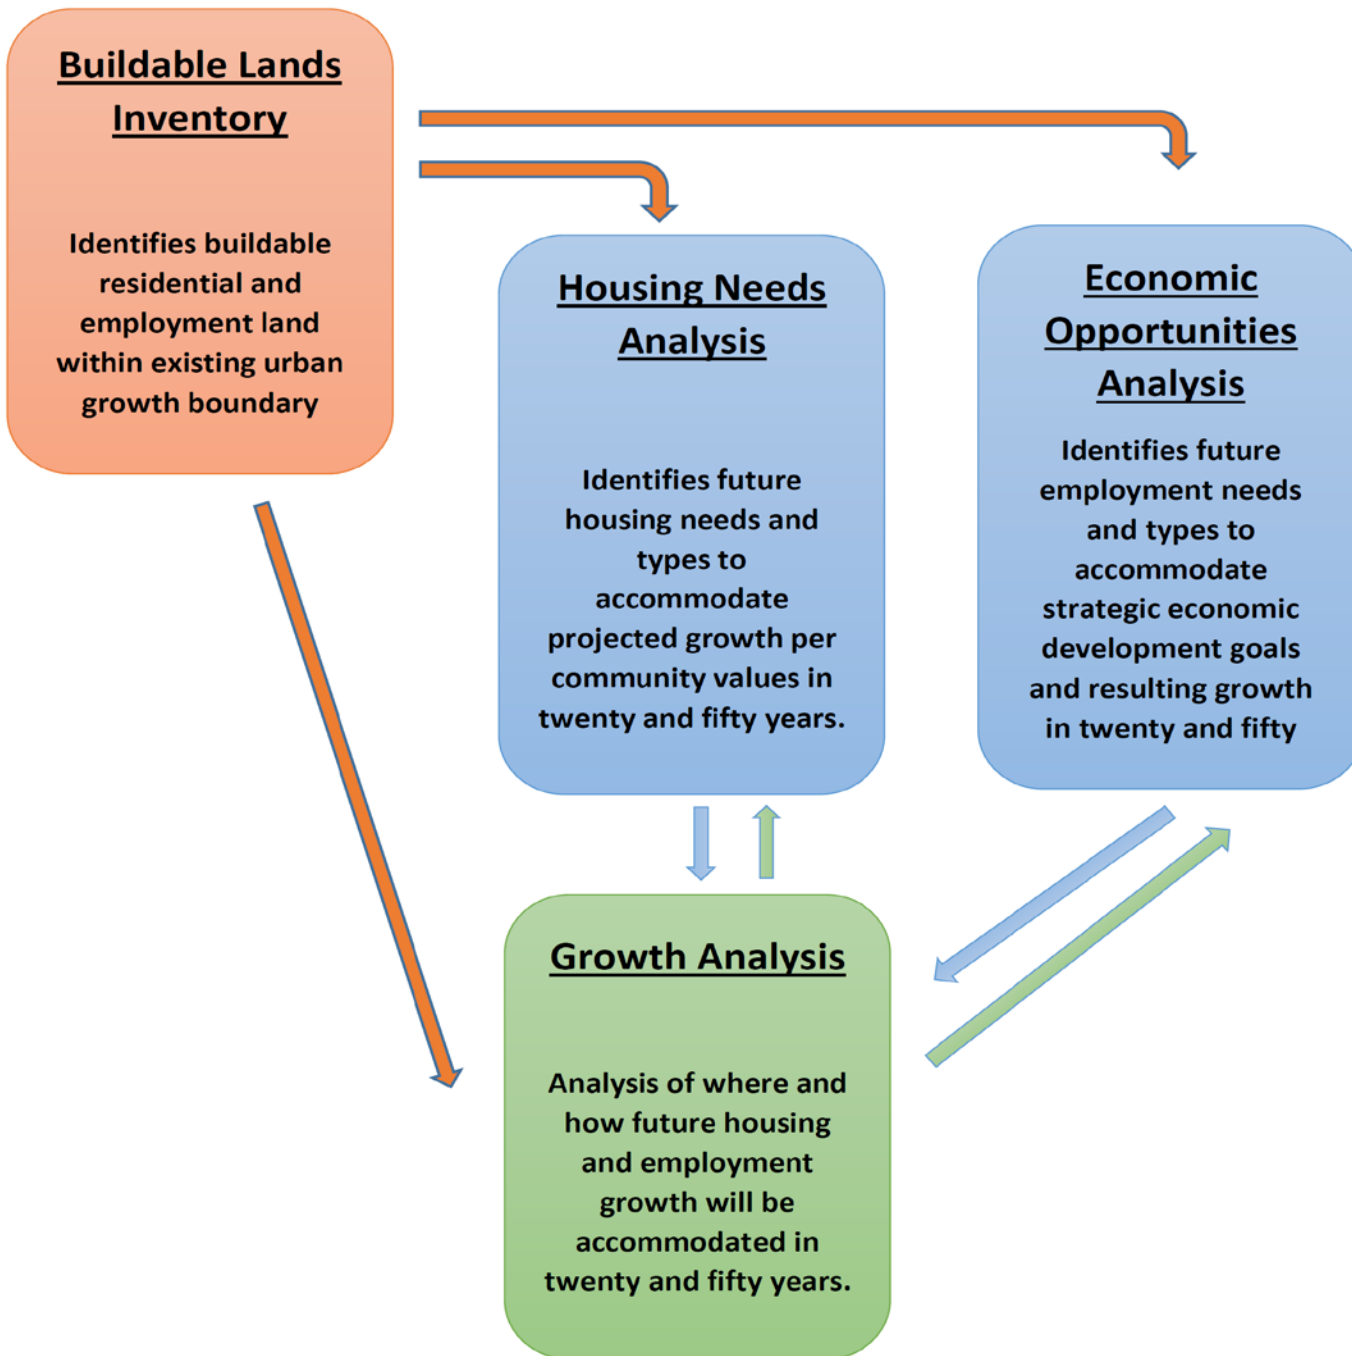 Buildable Lands
Inventory
Identifies buildable
residential and
employment land
within existing urban
growth boundary
Housing Needs
Analysis
Identifies future
housing needs and
types to
accommodate
projected growth per
community values in
twenty and fifty years.
Economic
Opportunities
Analysis
Identifies future
employment needs
and types to
accommodate
strategic economic
development goals
and resulting growth
in twenty and fifty
Growth Analysis
Analysis of where and
how future housing
and employment
growth will be
accommodated in
twenty and fifty years.